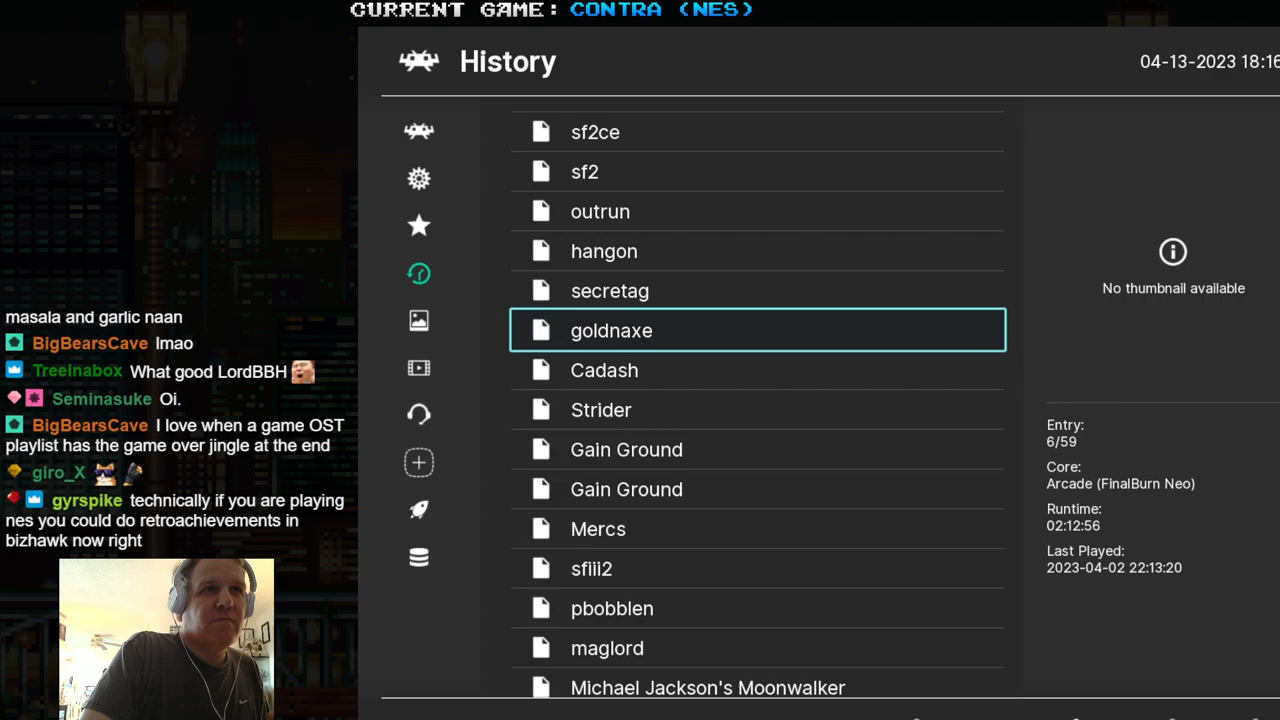 CURRENT GAME: CONTRA (NES)
History
04-13-2023 18:16
sf2ce
sf2
outrun
hangon
secretag
goldnaxe
Cadash
Strider
Gain Ground
Gain Ground
Mercs
sfiii2
pbobblen
maglord
Michael Jackson's Moonwalker
No thumbnail available
Entry:
6/59
Core:
Arcade (FinalBurn Neo)
Runtime:
02:12:56
Last Played:
2023-04-02 22:13:20
masala and garlic naan
BigBearsCave lmao
Treeinabox What good LordBBH
Seminasuke Oi.
BigBearsCave I love when a game OST
playlist has the game over jingle at the end
giro_X
gyrspike technically if you are playing
nes you could do retroachievements in
bizhawk now right